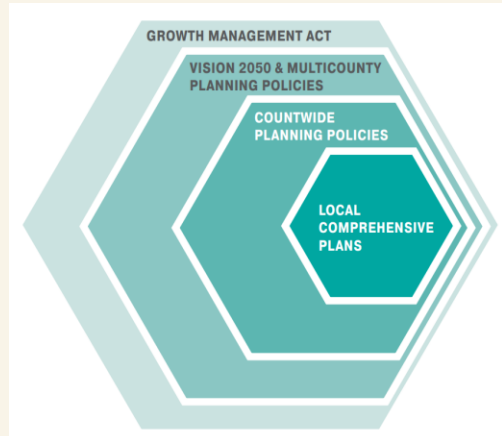 GROWTH MANAGEMENT ACT
VISION 2050 & MULTICOUNTY
PLANNING POLICIES
COUNTWIDE
PLANNING POLICIES
LOCAL
COMPREHENSIVE
PLANS